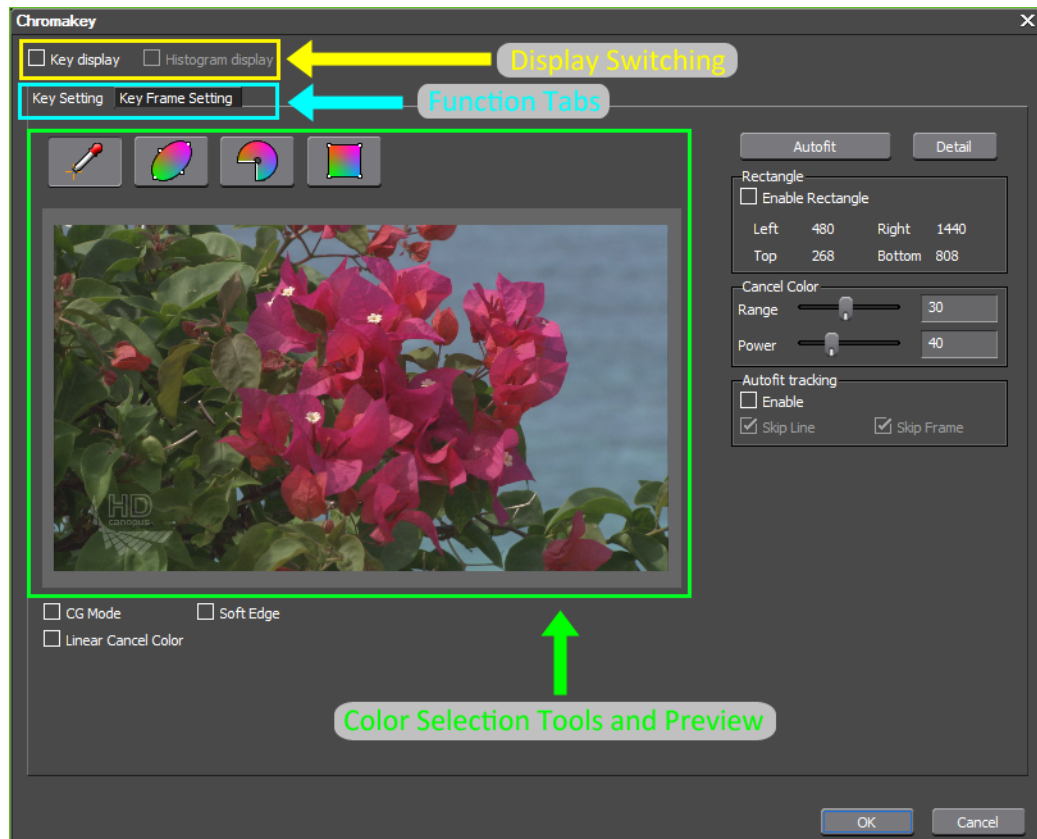 Chromakey
Key display Histogram display
Display Switching
Key Setting Key Frame Setting
Function Tabs
Autofit Detail
Rectangle
Enable Rectangle
Left 480 Right 1440
Top 268 Bottom 808
Cancel Color
Range 30
Power 40
Autofit tracking
Enable
Skip Line Skip Frame
HD
canopus
CG Mode Soft Edge
Linear Cancel Color
Color Selection Tools and Preview
OK Cancel